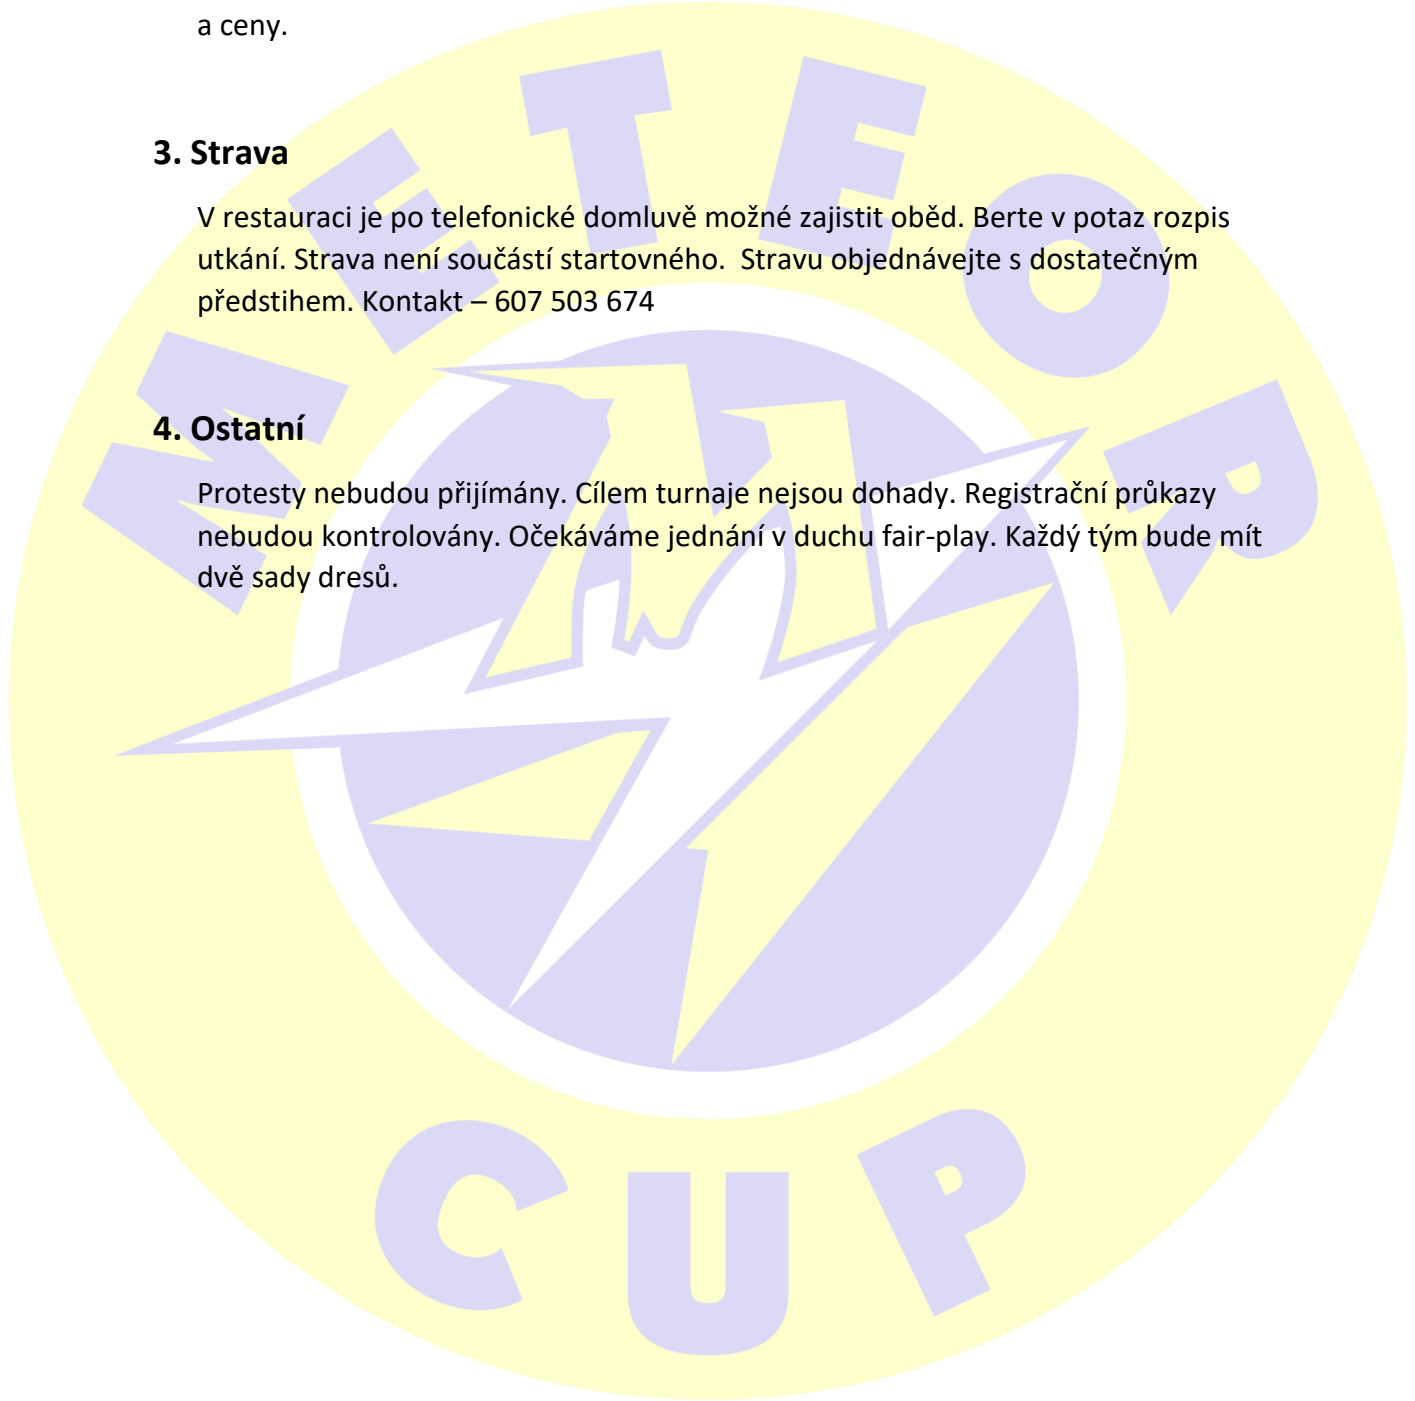 a ceny.
3. Strava
V restauraci je po telefonické domluvě možné zajistit oběd. Berte v potaz rozpis
utkání. Strava není součástí startovného.  Stravu objednávejte s dostatečným
předstihem. Kontakt – 607 503 674
4. Ostatní
Protesty nebudou přijímány. Cílem turnaje nejsou dohady. Registrační průkazy
nebudou kontrolovány. Očekáváme jednání v duchu fair-play. Každý tým bude mít
dvě sady dresů.
METEOR
CUP